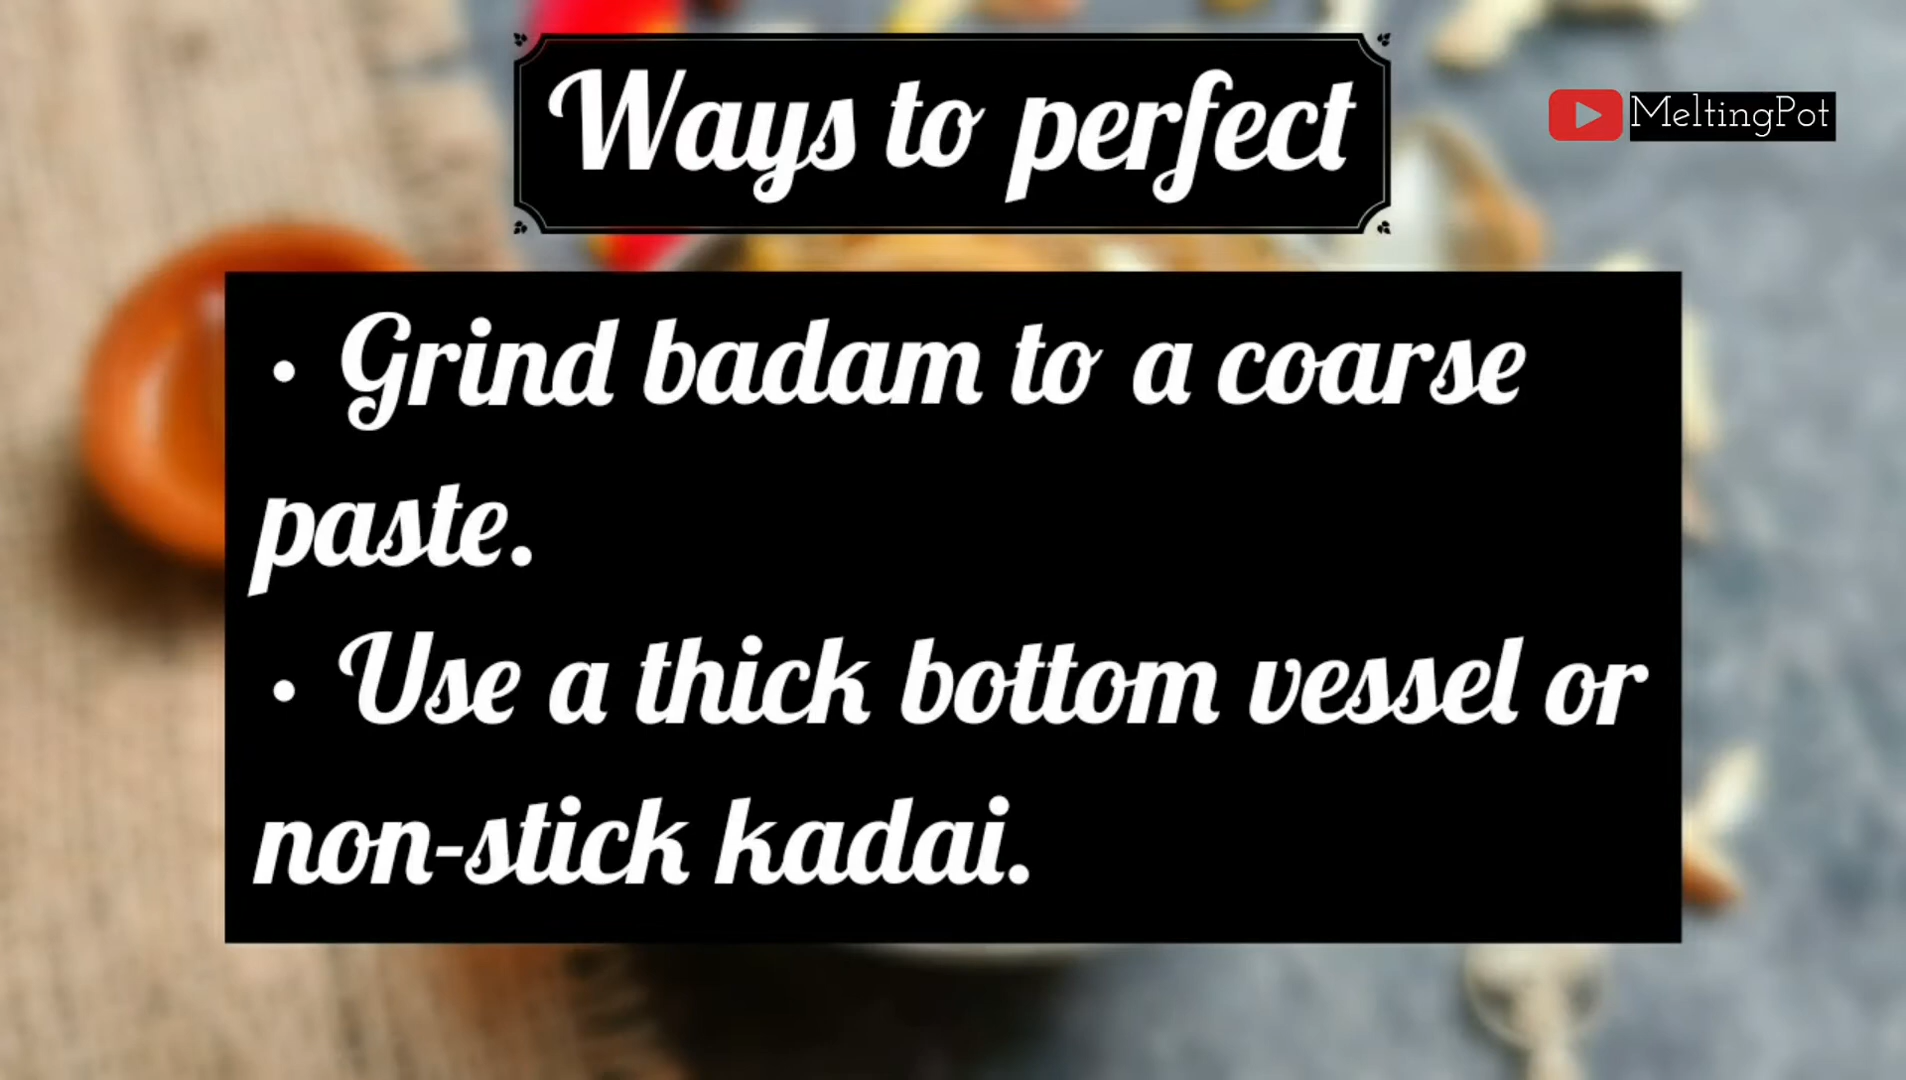 Ways to perfect
MeltingPot
• Grind badam to a coarse
paste.
• Use a thick bottom vessel or
non-stick kadai.